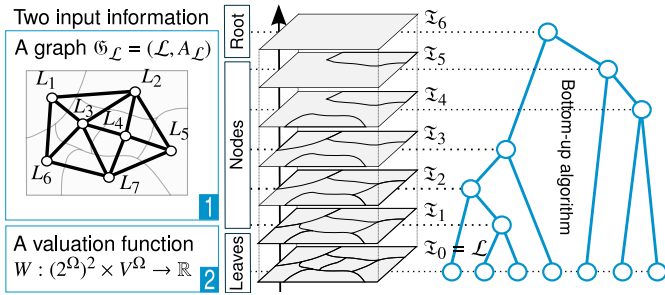 Two input information
A graph 𝔊_ℒ = (ℒ, A_ℒ)
L₁
L₂
L₃
L₄
L₅
L₆
L₇
1
A valuation function
W : (2^Ω)² × V^Ω → ℝ
2
Root
Nodes
Leaves
𝔗₆
𝔗₅
𝔗₄
𝔗₃
𝔗₂
𝔗₁
𝔗₀ = ℒ
Bottom-up algorithm